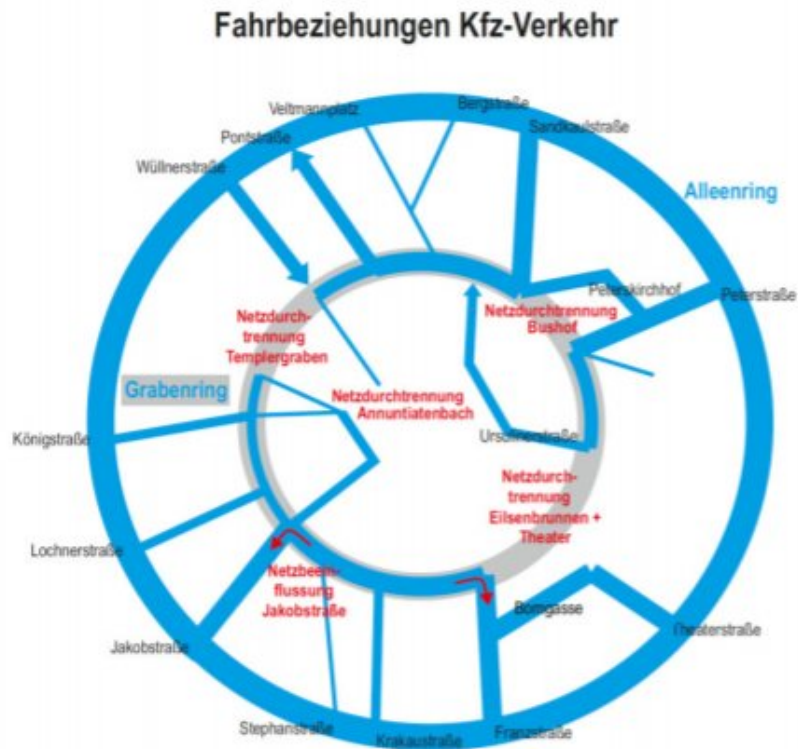 Fahrbeziehungen Kfz-Verkehr
Veltmannplatz
Bergstraße
Pontstraße
Sandkaulstraße
Wüllnerstraße
Alleenring
Peterskirchhof
Peterstraße
Netzdurch-
trennung
Templergraben
Netzdurchtrennung
Bushof
Grabenring
Netzdurchtrennung
Annuntiatenbach
Königstraße
Ursulinerstraße
Netzdurch-
trennung
Eilsenbrunnen +
Theater
Lochnerstraße
Netzbeein-
flussung
Jakobstraße
Borngasse
Jakobstraße
Theaterstraße
Stephanstraße
Krakaustraße
Franzstraße